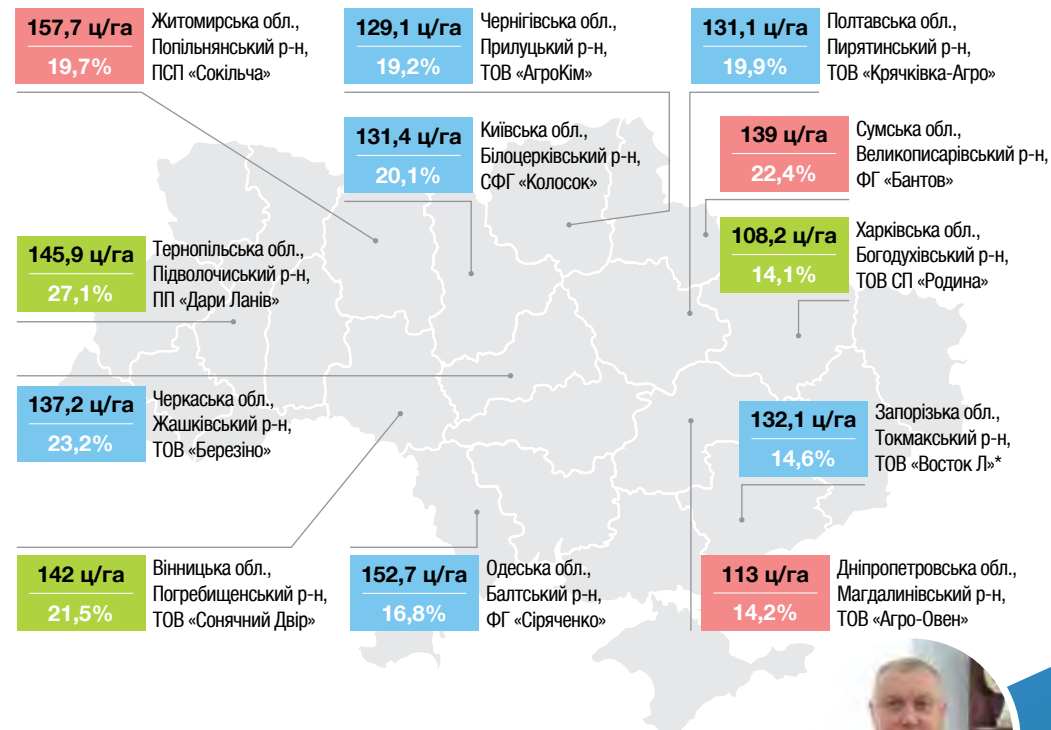 157,7 ц/га
19,7%
Житомирська обл.,
Попільнянський р-н,
ПСП «Сокільча»
129,1 ц/га
19,2%
Чернігівська обл.,
Прилуцький р-н,
ТОВ «АгроКім»
131,1 ц/га
19,9%
Полтавська обл.,
Пирятинський р-н,
ТОВ «Крячківка-Агро»
131,4 ц/га
20,1%
Київська обл.,
Білоцерківський р-н,
СФГ «Колосок»
139 ц/га
22,4%
Сумська обл.,
Великописарівський р-н,
ФГ «Бантов»
145,9 ц/га
27,1%
Тернопільська обл.,
Підволочиський р-н,
ПП «Дари Ланів»
108,2 ц/га
14,1%
Харківська обл.,
Богодухівський р-н,
ТОВ СП «Родина»
137,2 ц/га
23,2%
Черкаська обл.,
Жашківський р-н,
ТОВ «Березіно»
132,1 ц/га
14,6%
Запорізька обл.,
Токмакський р-н,
ТОВ «Восток Л»*
142 ц/га
21,5%
Вінницька обл.,
Погребищенський р-н,
ТОВ «Сонячний Двір»
152,7 ц/га
16,8%
Одеська обл.,
Балтський р-н,
ФГ «Сіряченко»
113 ц/га
14,2%
Дніпропетровська обл.,
Магдалинівський р-н,
ТОВ «Агро-Овен»